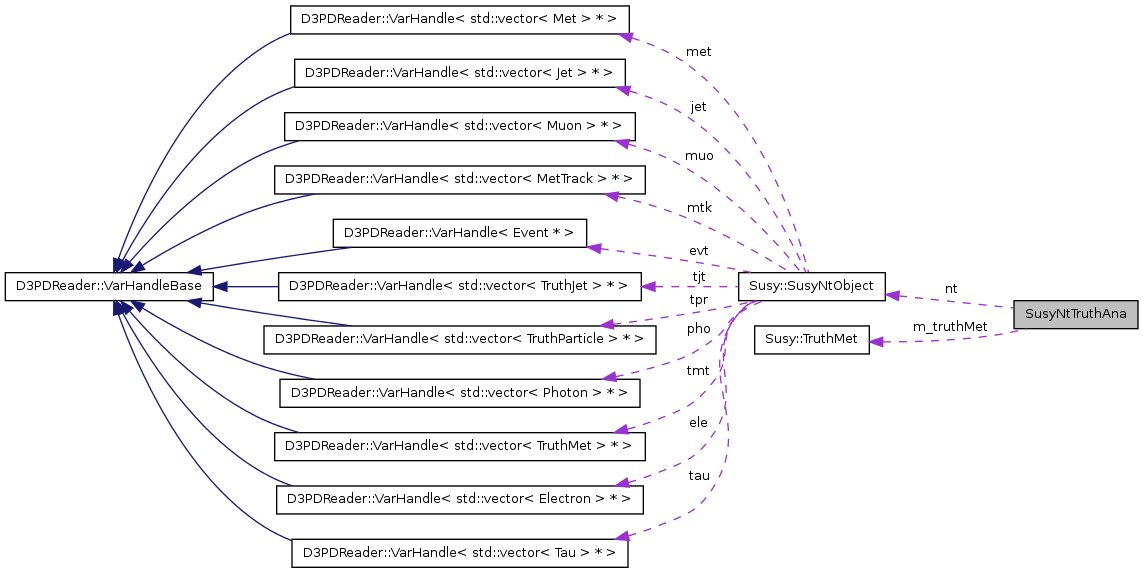 D3PDReader::VarHandle< std::vector< Met > * >
met
D3PDReader::VarHandle< std::vector< Jet > * >
jet
D3PDReader::VarHandle< std::vector< Muon > * >
muo
D3PDReader::VarHandle< std::vector< MetTrack > * >
mtk
D3PDReader::VarHandle< Event * >
evt
D3PDReader::VarHandleBase
D3PDReader::VarHandle< std::vector< TruthJet > * >
tjt
Susy::SusyNtObject
nt
SusyNtTruthAna
tpr
D3PDReader::VarHandle< std::vector< TruthParticle > * >
pho
Susy::TruthMet
m_truthMet
D3PDReader::VarHandle< std::vector< Photon > * >
tmt
D3PDReader::VarHandle< std::vector< TruthMet > * >
ele
D3PDReader::VarHandle< std::vector< Electron > * >
tau
D3PDReader::VarHandle< std::vector< Tau > * >